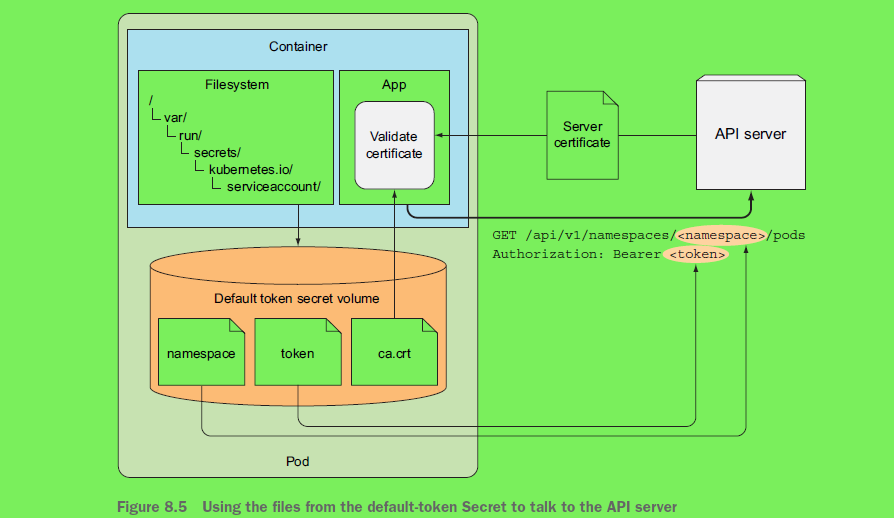 Container
Filesystem
/
var/
run/
secrets/
kubernetes.io/
serviceaccount/
App
Validate
certificate
Server
certificate
API server
GET /api/v1/namespaces/<namespace>/pods
Authorization: Bearer <token>
Default token secret volume
namespace
token
ca.crt
Pod
Figure 8.5 Using the files from the default-token Secret to talk to the API server